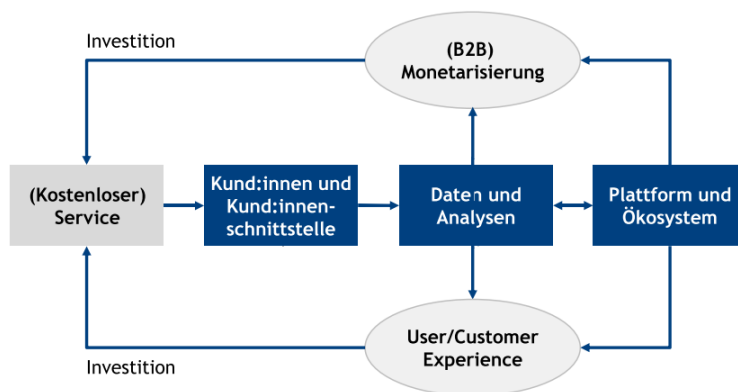 Investition
(B2B)
Monetarisierung
(Kostenloser)
Service
Kund:innen und
Kund:innen-
schnittstelle
Daten und
Analysen
Plattform und
Ökosystem
User/Customer
Experience
Investition